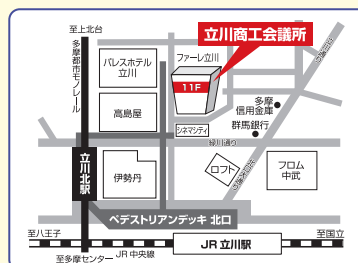 至上北台
立川商工会議所
多摩都市モノレール
パレスホテル
立川
ファーレ立川
11F
高島屋
多摩
信用金庫
シネマシティ
群馬銀行
緑川通り
立川北駅
伊勢丹
ロフト
フロム
中武
ペデストリアンデッキ 北口
至八王子
至国立
JR 中央線
JR 立川駅
至多摩センター